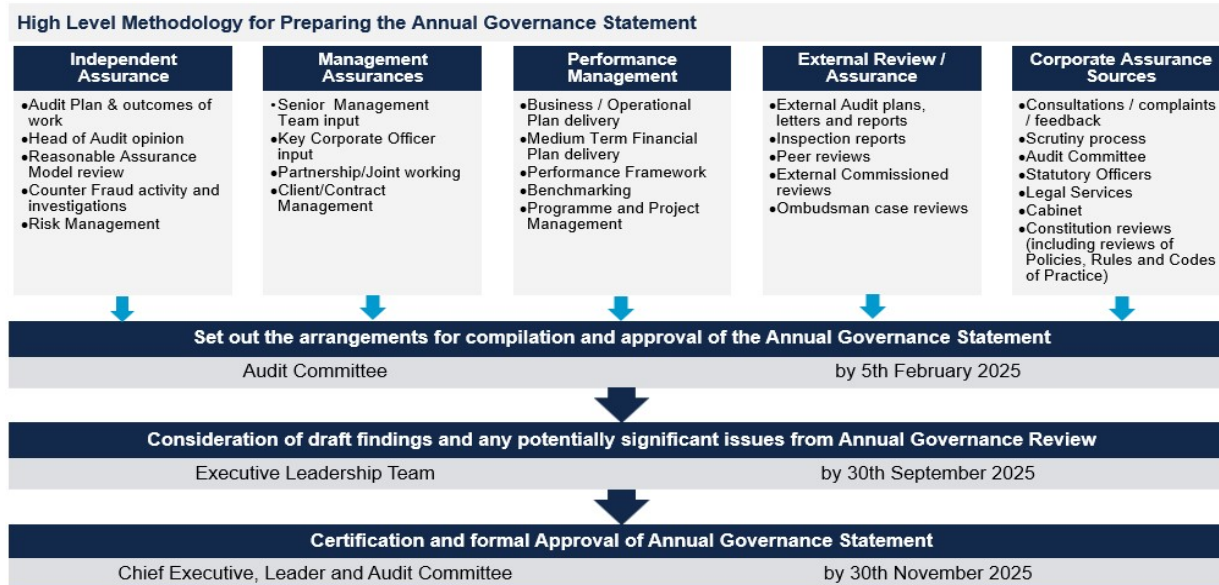 High Level Methodology for Preparing the Annual Governance Statement
Independent
Assurance
•Audit Plan & outcomes of
work
•Head of Audit opinion
•Reasonable Assurance
Model review
•Counter Fraud activity and
investigations
•Risk Management
Management
Assurances
•Senior Management
Team input
•Key Corporate Officer
input
•Partnership/Joint working
•Client/Contract
Management
Performance
Management
•Business / Operational
Plan delivery
•Medium Term Financial
Plan delivery
•Performance Framework
•Benchmarking
•Programme and Project
Management
External Review /
Assurance
•External Audit plans,
letters and reports
•Inspection reports
•Peer reviews
•External Commissioned
reviews
•Ombudsman case reviews
Corporate Assurance
Sources
•Consultations / complaints
/ feedback
•Scrutiny process
•Audit Committee
•Statutory Officers
•Legal Services
•Cabinet
•Constitution reviews
(including reviews of
Policies, Rules and Codes
of Practice)
Set out the arrangements for compilation and approval of the Annual Governance Statement
Audit Committee by 5th February 2025
Consideration of draft findings and any potentially significant issues from Annual Governance Review
Executive Leadership Team by 30th September 2025
Certification and formal Approval of Annual Governance Statement
Chief Executive, Leader and Audit Committee by 30th November 2025